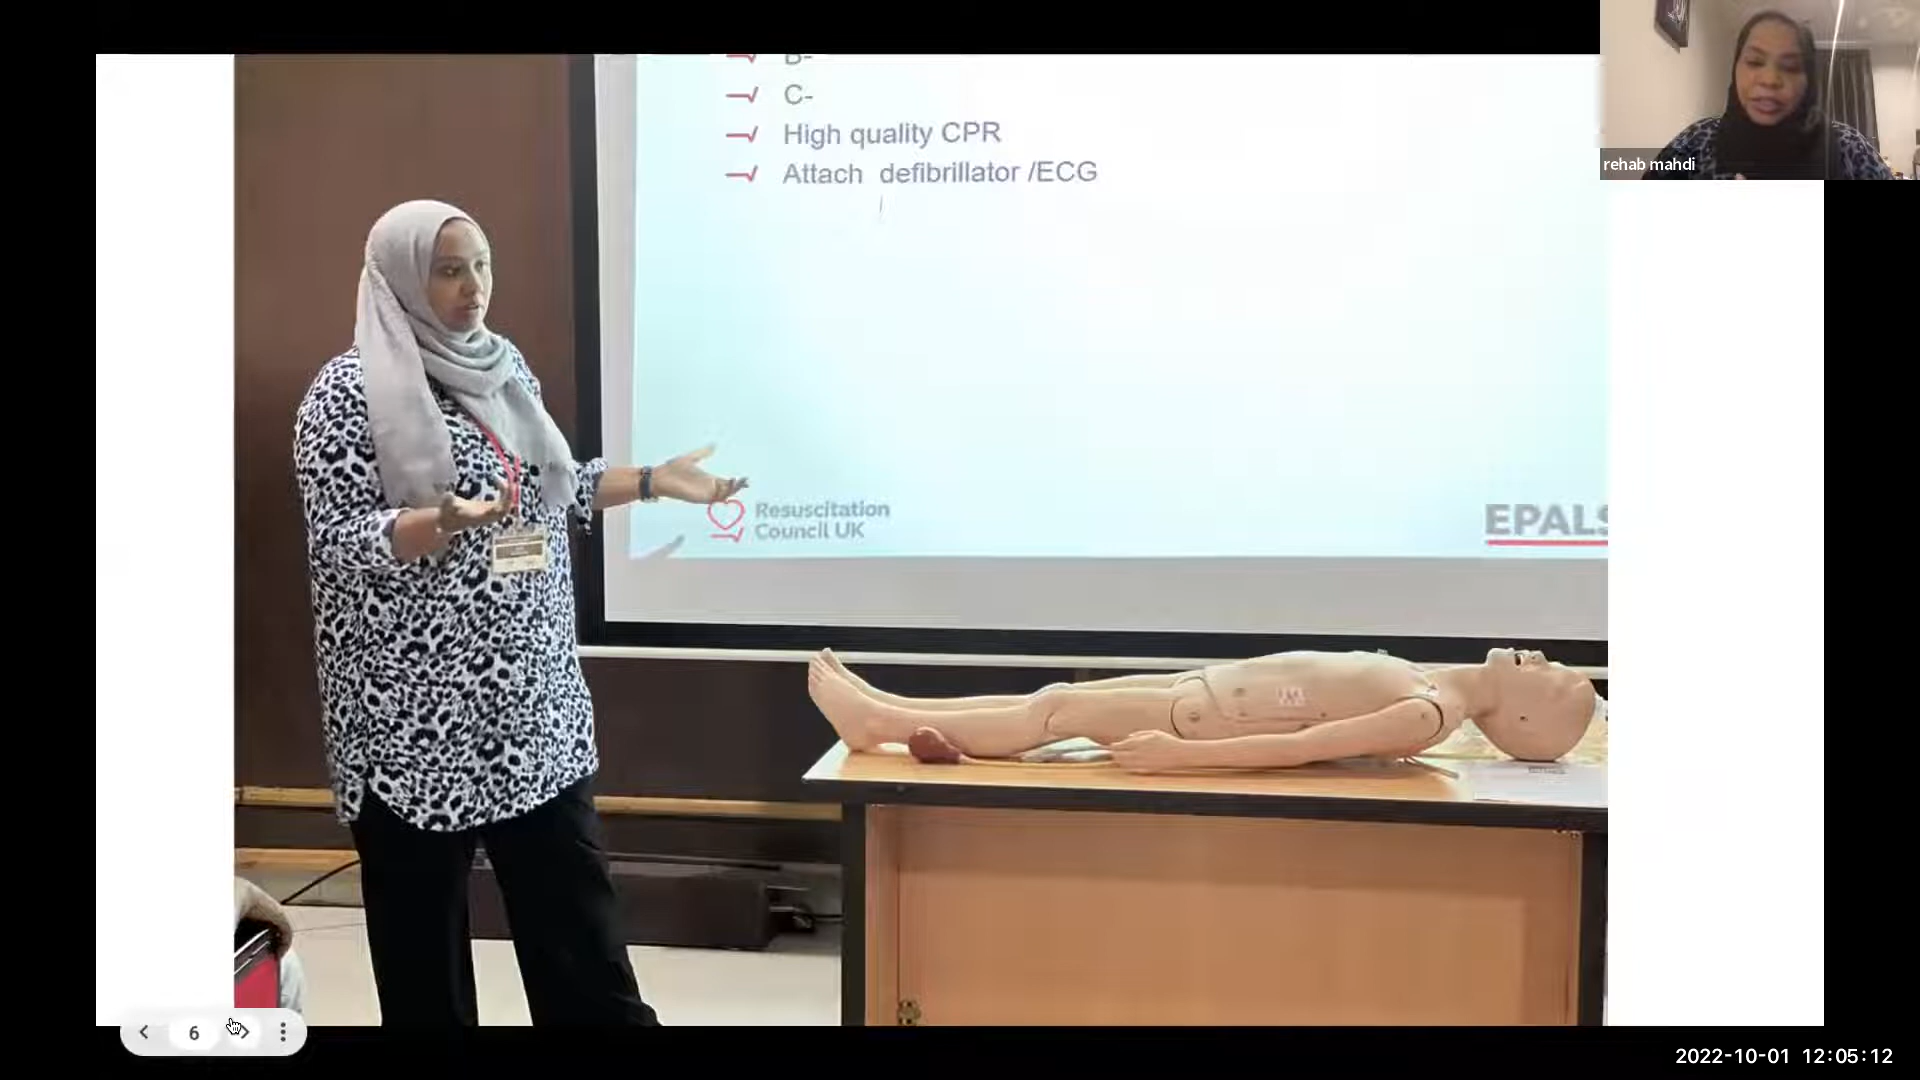 B-
C-
High quality CPR
Attach defibrillator /ECG
Resuscitation
Council UK
EPALS
rehab mahdi
6
2022-10-01 12:05:12